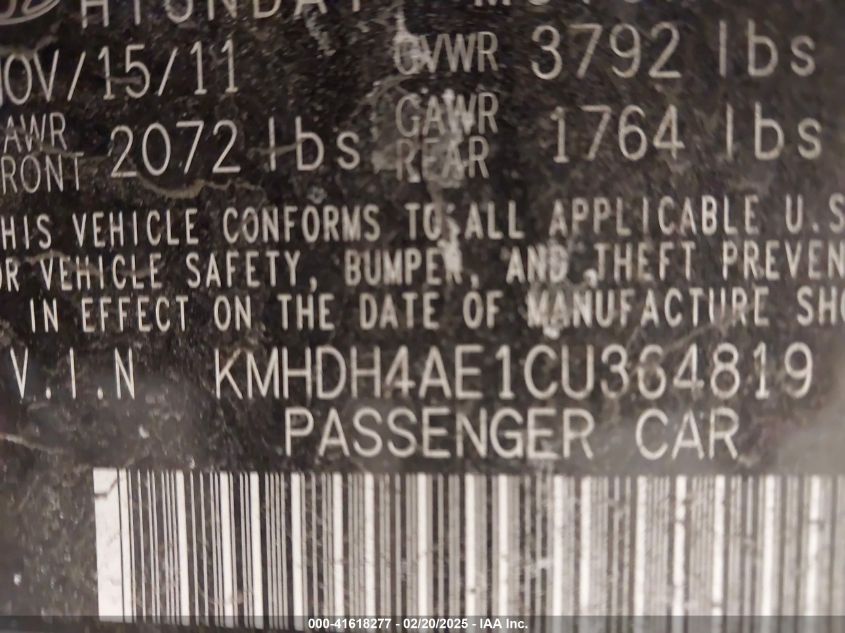 HYUNDAI MOTOR
NOV/15/11 GVWR 3792 lbs
GAWR FRONT 2072 lbs GAWR REAR 1764 lbs
THIS VEHICLE CONFORMS TO ALL APPLICABLE U.S
OR VEHICLE SAFETY, BUMPER, AND THEFT PREVEN
IN EFFECT ON THE DATE OF MANUFACTURE SHO
V.I.N KMHDH4AE1CU364819
PASSENGER CAR
000-41618277 - 02/20/2025 - IAA Inc.